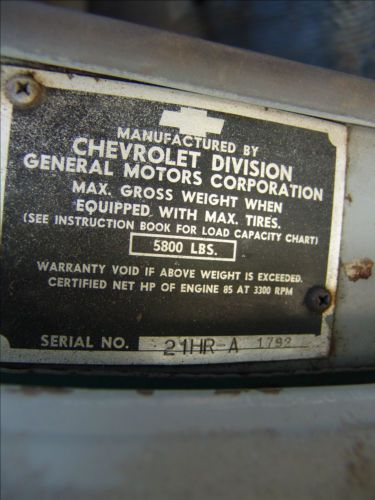 MANUFACTURED BY
CHEVROLET DIVISION
GENERAL MOTORS CORPORATION
MAX. GROSS WEIGHT WHEN
EQUIPPED WITH MAX. TIRES.
(SEE INSTRUCTION BOOK FOR LOAD CAPACITY CHART)
5800 LBS.
WARRANTY VOID IF ABOVE WEIGHT IS EXCEEDED.
CERTIFIED NET HP OF ENGINE 85 AT 3300 RPM
SERIAL NO. 21HR-A 1792